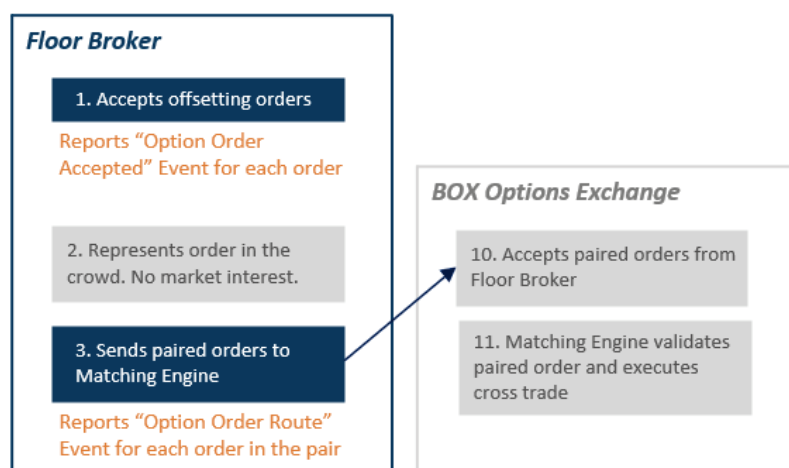 Floor Broker
1. Accepts offsetting orders
Reports “Option Order
Accepted” Event for each order
2. Represents order in the
crowd. No market interest.
3. Sends paired orders to
Matching Engine
Reports “Option Order Route”
Event for each order in the pair
BOX Options Exchange
10. Accepts paired orders from
Floor Broker
11. Matching Engine validates
paired order and executes
cross trade